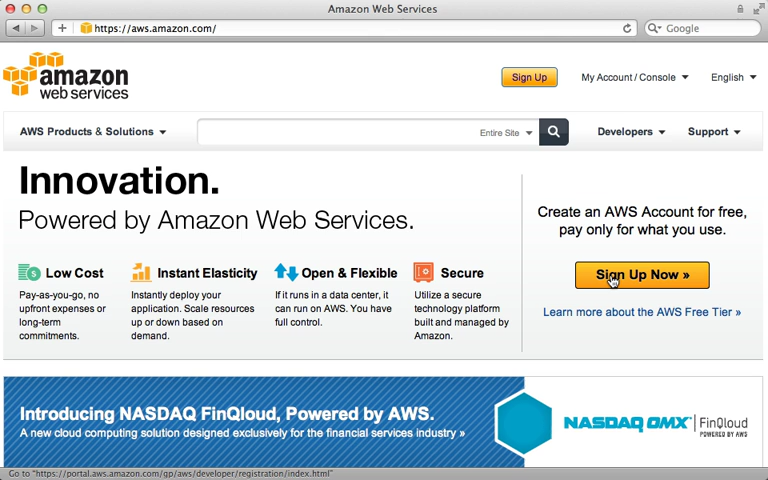 Amazon Web Services
https://aws.amazon.com/
Google
amazon
web services
Sign Up
My Account / Console
English
AWS Products & Solutions
Entire Site
Developers
Support
Innovation.
Powered by Amazon Web Services.
Low Cost
Pay-as-you-go, no
upfront expenses or
long-term
commitments.
Instant Elasticity
Instantly deploy your
application. Scale resources
up or down based on
demand.
Open & Flexible
If it runs in a data center, it
can run on AWS. You have
full control.
Secure
Utilize a secure
technology platform
built and managed by
Amazon.
Create an AWS Account for free,
pay only for what you use.
Sign Up Now »
Learn more about the AWS Free Tier »
Introducing NASDAQ FinQloud, Powered by AWS.
A new cloud computing solution designed exclusively for the financial services industry »
NASDAQ OMX™
FinQloud
POWERED BY AWS
Go to "https://portal.aws.amazon.com/gp/aws/developer/registration/index.html"